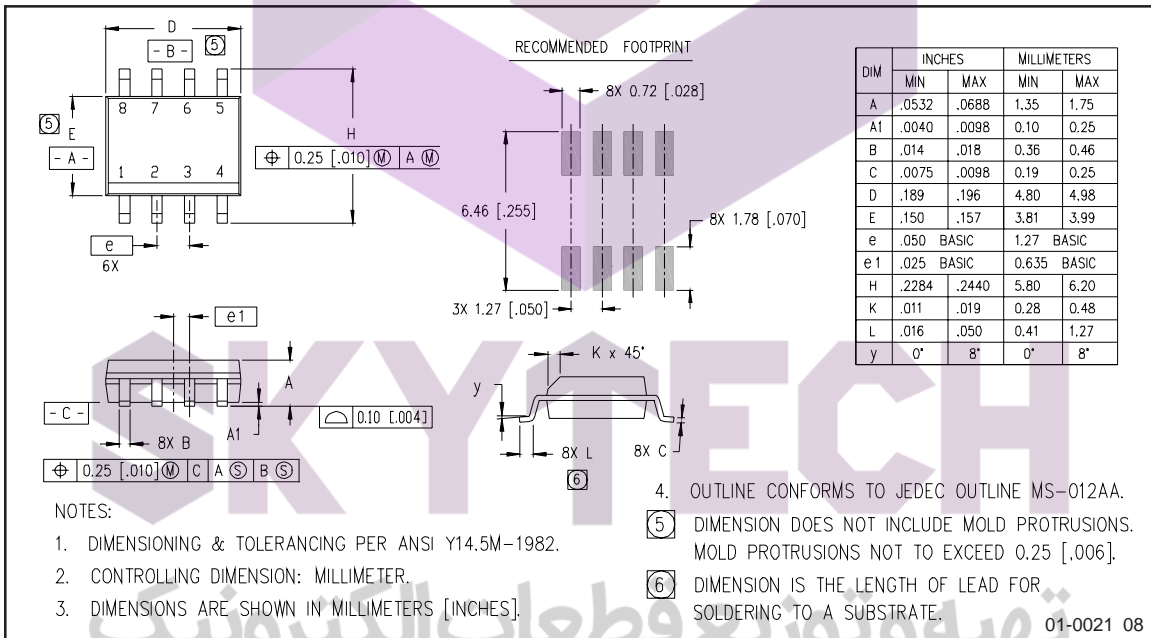 D
- B -
5
8 7 6 5
5
E
- A -
H
0.25 [.010] M A M
1 2 3 4
e
6X
RECOMMENDED FOOTPRINT
8X 0.72 [.028]
6.46 [.255]
8X 1.78 [.070]
3X 1.27 [.050]
DIM INCHES MILLIMETERS
MIN MAX MIN MAX
A .0532 .0688 1.35 1.75
A1 .0040 .0098 0.10 0.25
B .014 .018 0.36 0.46
C .0075 .0098 0.19 0.25
D .189 .196 4.80 4.98
E .150 .157 3.81 3.99
e .050 BASIC 1.27 BASIC
e1 .025 BASIC 0.635 BASIC
H .2284 .2440 5.80 6.20
K .011 .019 0.28 0.48
L .016 .050 0.41 1.27
y 0° 8° 0° 8°
e1
A
- C -
8X B
A1
0.10 [.004]
0.25 [.010] M C A S B S
K x 45°
y
8X L
6
8X C
SKYTECH
NOTES:
1. DIMENSIONING & TOLERANCING PER ANSI Y14.5M-1982.
2. CONTROLLING DIMENSION: MILLIMETER.
3. DIMENSIONS ARE SHOWN IN MILLIMETERS [INCHES].
4. OUTLINE CONFORMS TO JEDEC OUTLINE MS-012AA.
5 DIMENSION DOES NOT INCLUDE MOLD PROTRUSIONS.
MOLD PROTRUSIONS NOT TO EXCEED 0.25 [.006].
6 DIMENSION IS THE LENGTH OF LEAD FOR
SOLDERING TO A SUBSTRATE.
01-0021 08
توزیع قطعات الکترونیک